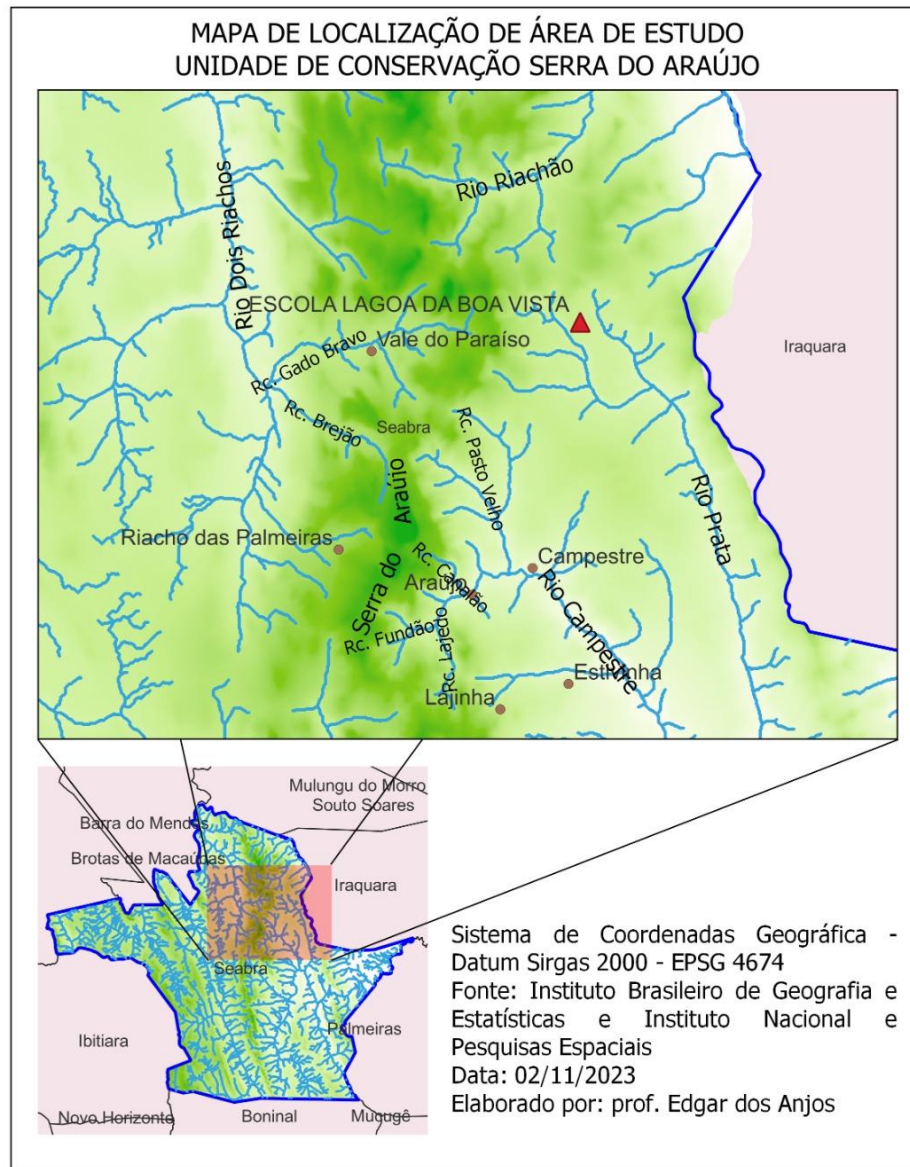 MAPA DE LOCALIZAÇÃO DE ÁREA DE ESTUDO
UNIDADE DE CONSERVAÇÃO SERRA DO ARAÚJO
Rio Riachão
Rio Dois Riachos
ESCOLA LAGOA DA BOA VISTA
Iraquara
Vale do Paraíso
Rc. Gado Bravo
Rc. Brejão
Seabra
Rc. Pasto Velho
Rio Prata
Serra do Araújo
Riacho das Palmeiras
Campestre
Araújo
Rc. Canalão
Rio Campestre
Rc. Fundão
Rc. Lajedo
Estivinha
Lajinha
Mulungu do Morro
Souto Soares
Barra do Mendes
Brotas de Macaúbas
Iraquara
Seabra
Ibitiara
Palmeiras
Novo Horizonte
Boninal
Mucugê
Sistema de Coordenadas Geográfica -
Datum Sirgas 2000 - EPSG 4674
Fonte: Instituto Brasileiro de Geografia e
Estatísticas e Instituto Nacional e
Pesquisas Espaciais
Data: 02/11/2023
Elaborado por: prof. Edgar dos Anjos